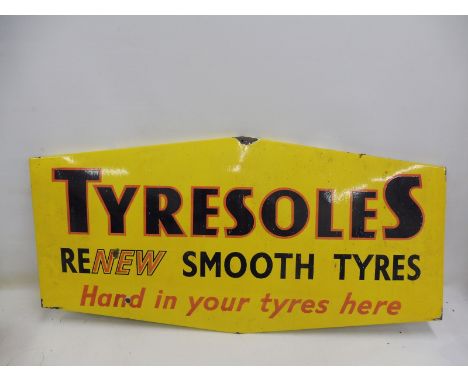 TYRESOLES
RENEW SMOOTH TYRES
Hand in your tyres here